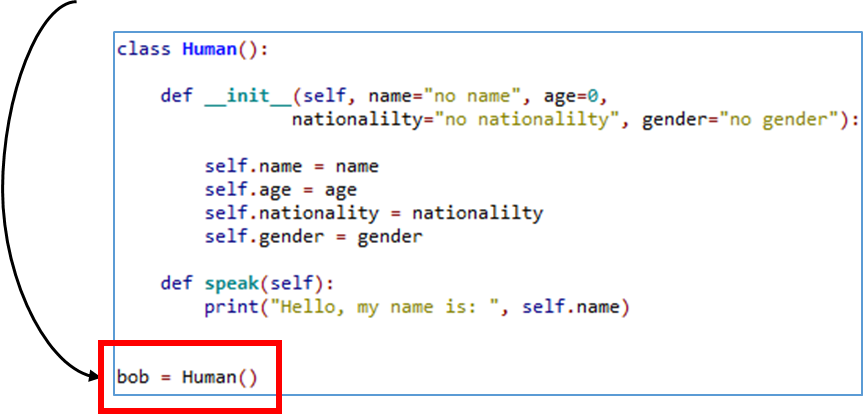 class Human():
def __init__(self, name="no name", age=0,
nationalilty="no nationalilty", gender="no gender"):
self.name = name
self.age = age
self.nationality = nationalilty
self.gender = gender
def speak(self):
print("Hello, my name is: ", self.name)
bob = Human()